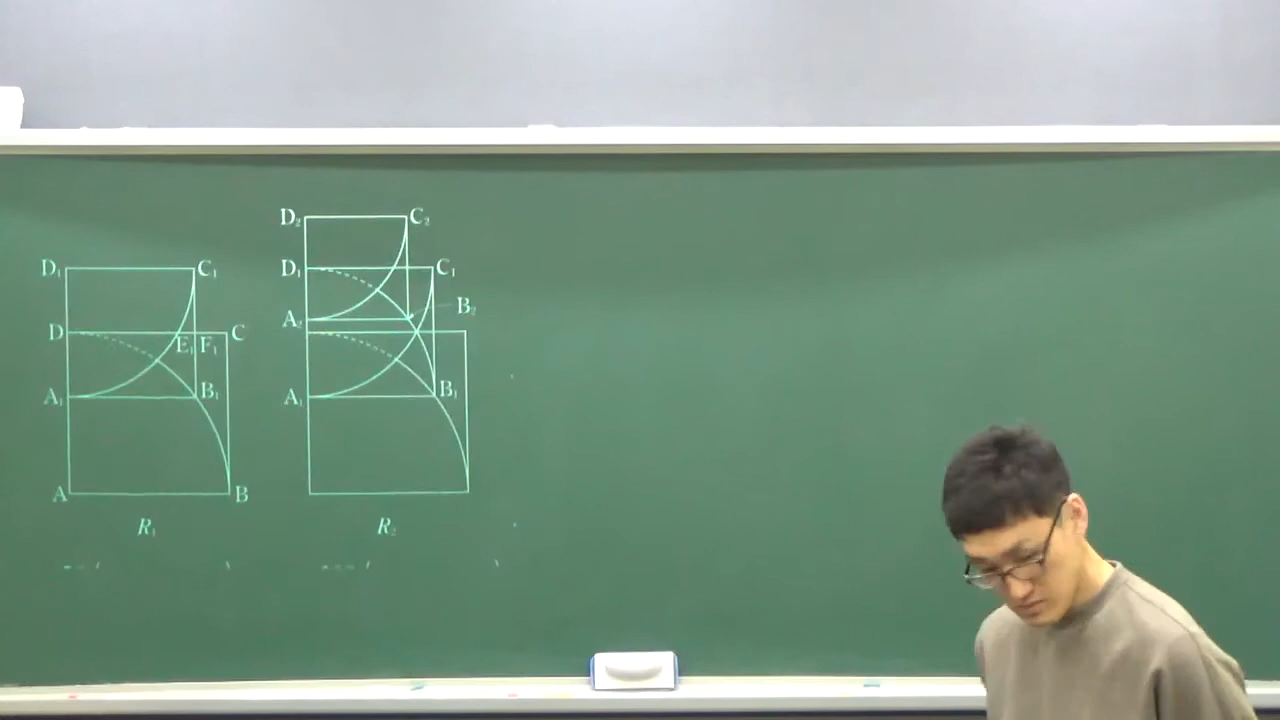 D₁ C₁
D C
E₁ F₁
A₁ B₁
A B
R₁
D₂ C₂
D₁ C₁
A₂ B₂
A₁ B₁
R₂